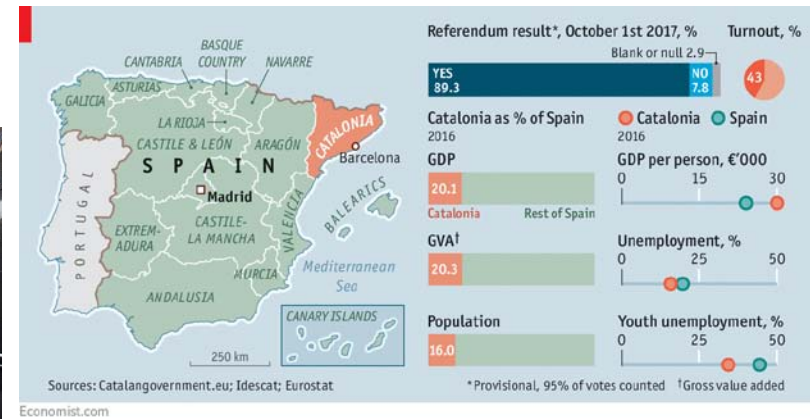 BASQUE
CANTABRIA COUNTRY NAVARRE
ASTURIAS
GALICIA
LA RIOJA
CATALONIA
CASTILE & LEÓN ARAGÓN
SPAIN
Barcelona
Madrid
PORTUGAL
EXTREM-
ADURA
CASTILE-
LA MANCHA
VALENCIA
BALEARICS
MURCIA
Mediterranean
Sea
ANDALUSIA
CANARY ISLANDS
250 km
Sources: Catalangovernment.eu; Idescat; Eurostat
Economist.com
Referendum result*, October 1st 2017, %
Blank or null 2.9
YES
89.3
NO
7.8
Turnout, %
43
Catalonia as % of Spain
2016
GDP
20.1
Catalonia Rest of Spain
GVA†
20.3
Population
16.0
Catalonia Spain
2016
GDP per person, €'000
0 15 30
Unemployment, %
0 25 50
Youth unemployment, %
0 25 50
*Provisional, 95% of votes counted †Gross value added